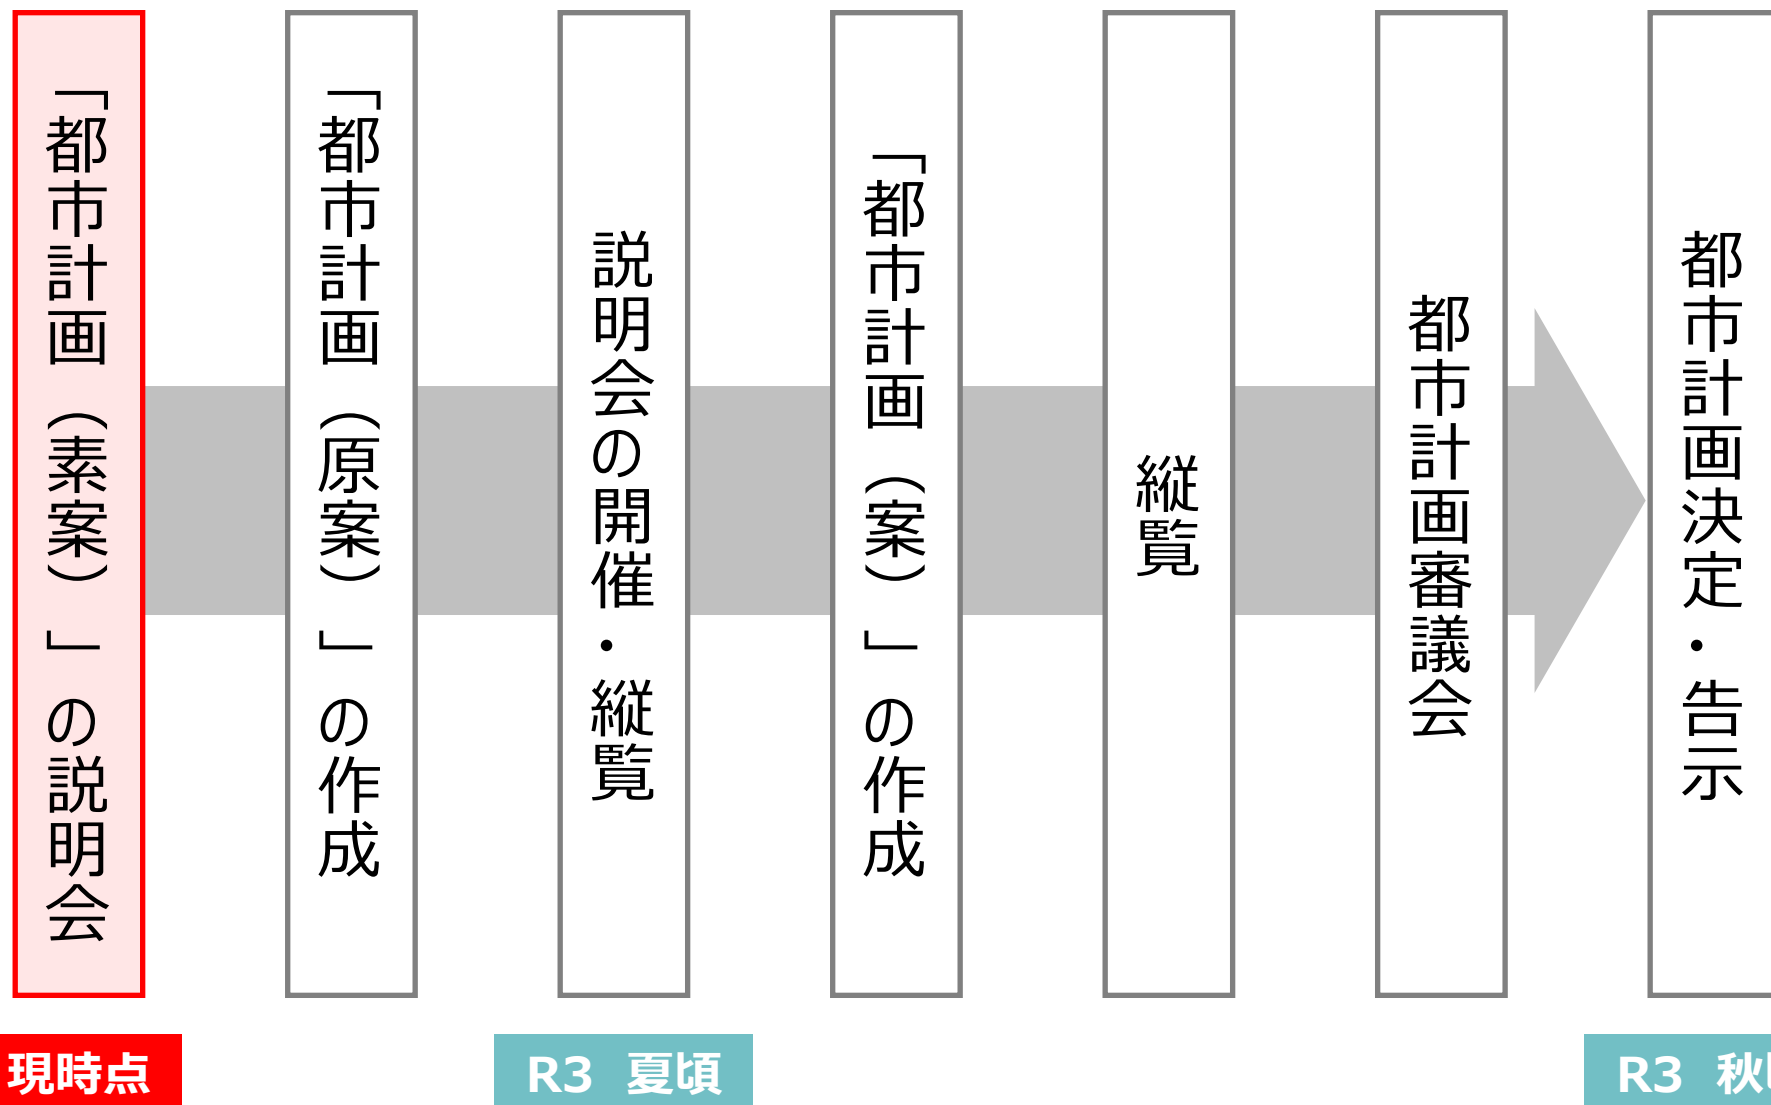 「都市計画（素案）」の説明会
「都市計画（原案）」の作成
説明会の開催・縦覧
「都市計画（案）」の作成
縦覧
都市計画審議会
都市計画決定・告示
現時点
R3 夏頃
R3 秋